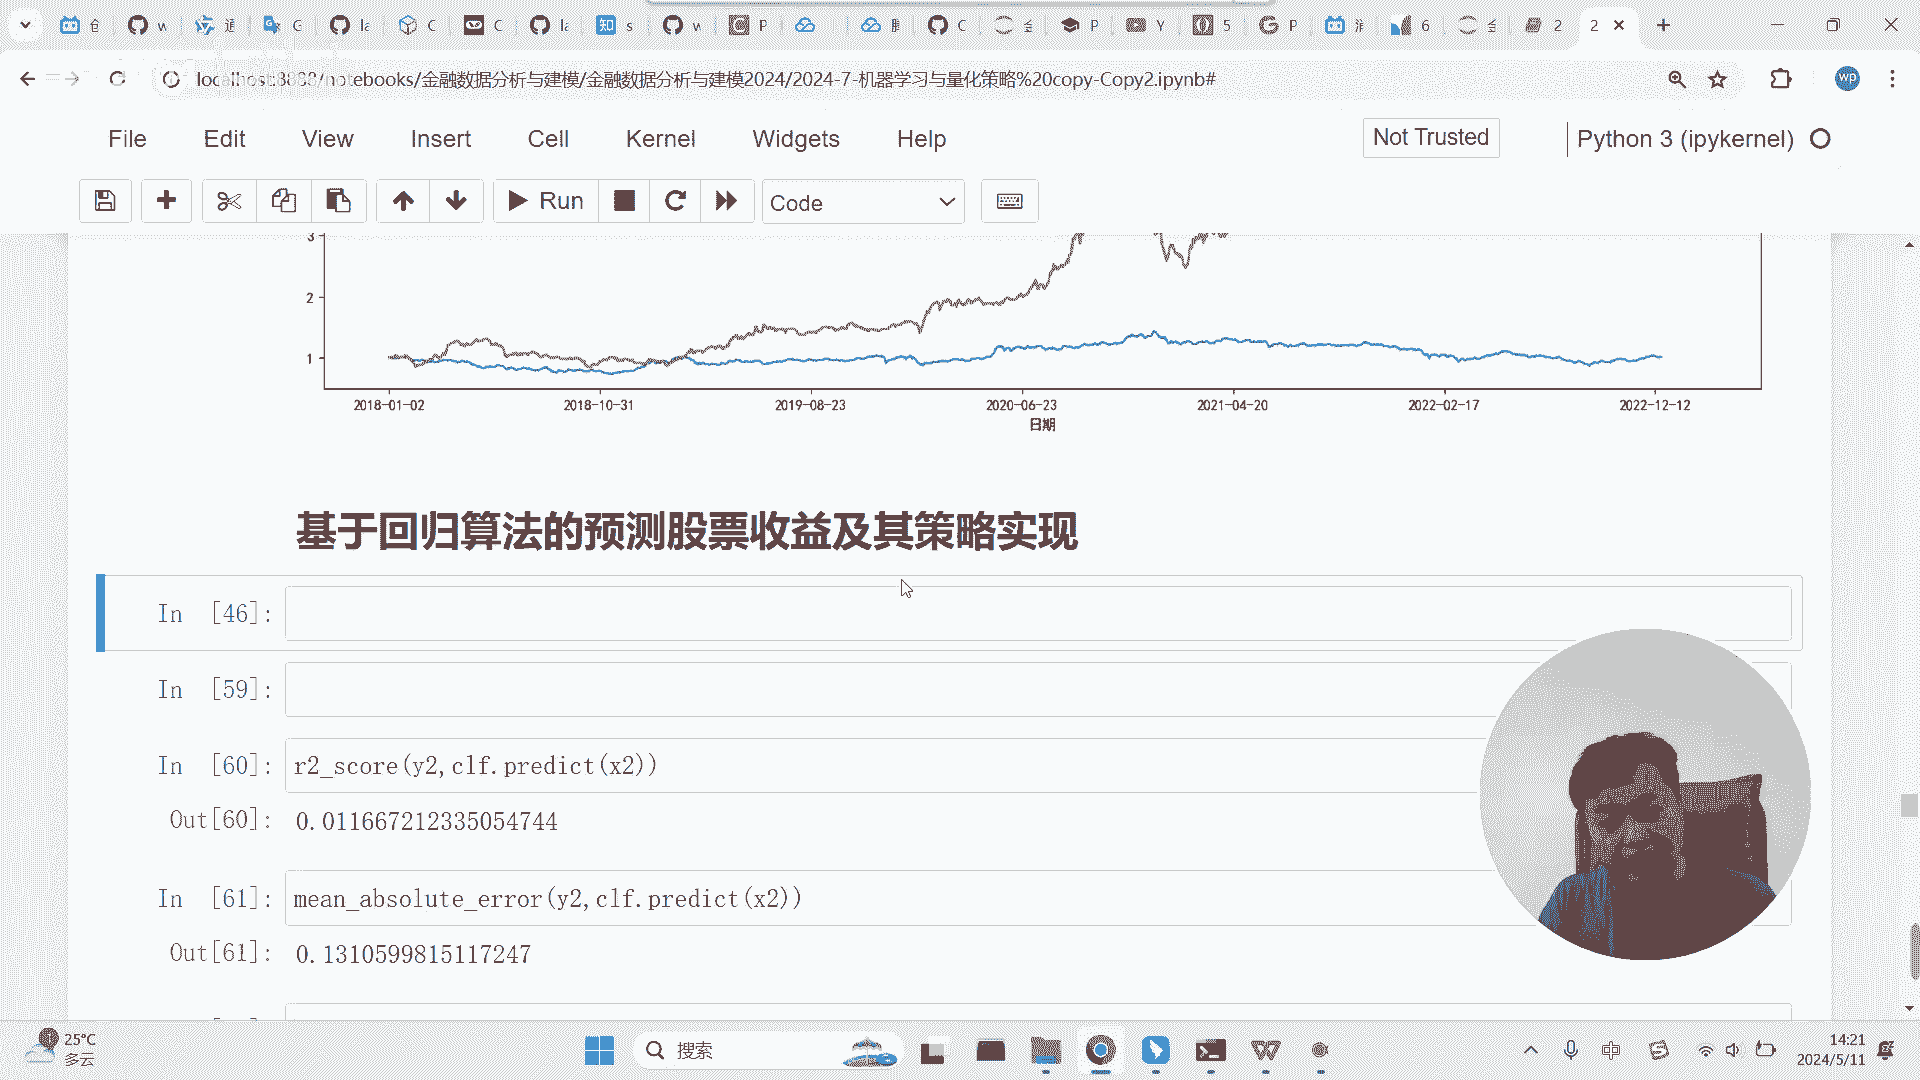 localhost:8888/notebooks/金融数据分析与建模/金融数据分析与建模2024/2024-7-机器学习与量化策略%20copy-Copy2.ipynb#
wp
File Edit View Insert Cell Kernel Widgets Help
Not Trusted
Python 3 (ipykernel)
Run
Code
3
2
1
2018-01-02 2018-10-31 2019-08-23 2020-06-23 2021-04-20 2022-02-17 2022-12-12
日期
基于回归算法的预测股票收益及其策略实现
In [46]:
In [59]:
In [60]: r2_score(y2,clf.predict(x2))
Out[60]: 0.011667212335054744
In [61]: mean_absolute_error(y2,clf.predict(x2))
Out[61]: 0.1310599815117247
25°C
多云
搜索
中
14:21
2024/5/11